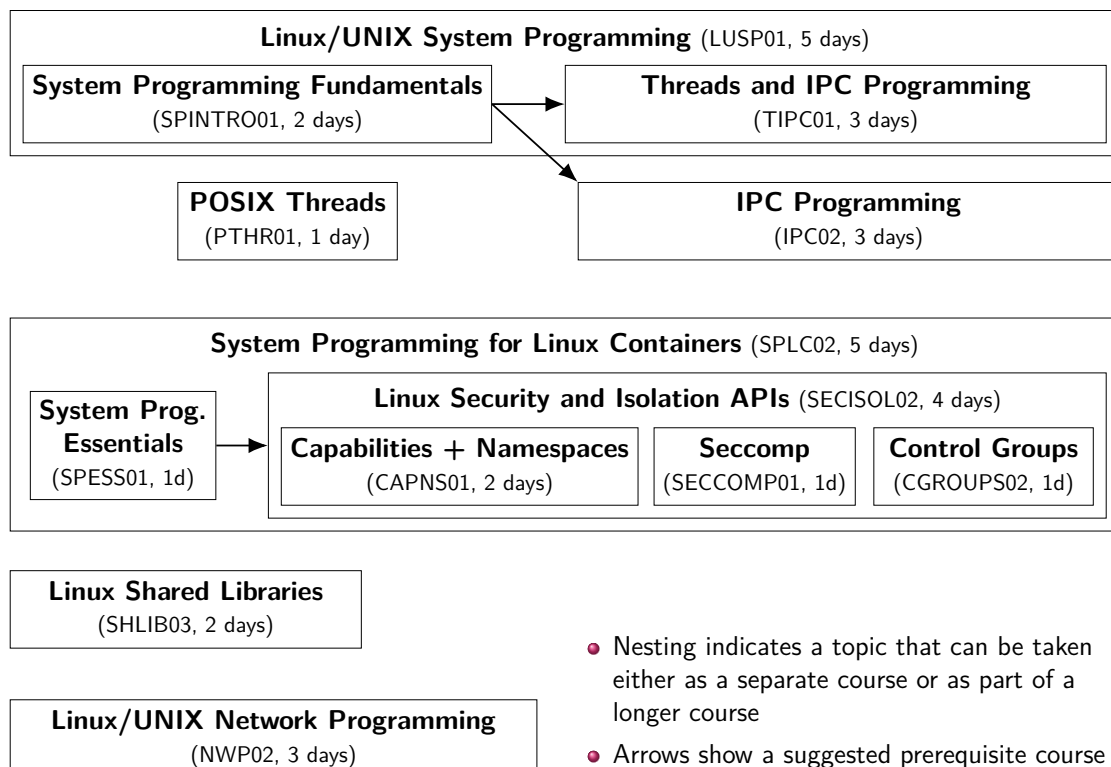 Linux/UNIX System Programming (LUSP01, 5 days)
System Programming Fundamentals
(SPINTRO01, 2 days)
Threads and IPC Programming
(TIPC01, 3 days)
POSIX Threads
(PTHR01, 1 day)
IPC Programming
(IPC02, 3 days)
System Programming for Linux Containers (SPLC02, 5 days)
System Prog.
Essentials
(SPESS01, 1d)
Linux Security and Isolation APIs (SECISOL02, 4 days)
Capabilities + Namespaces
(CAPNS01, 2 days)
Seccomp
(SECCOMP01, 1d)
Control Groups
(CGROUPS02, 1d)
Linux Shared Libraries
(SHLIB03, 2 days)
Linux/UNIX Network Programming
(NWP02, 3 days)
• Nesting indicates a topic that can be taken
either as a separate course or as part of a
longer course
• Arrows show a suggested prerequisite course